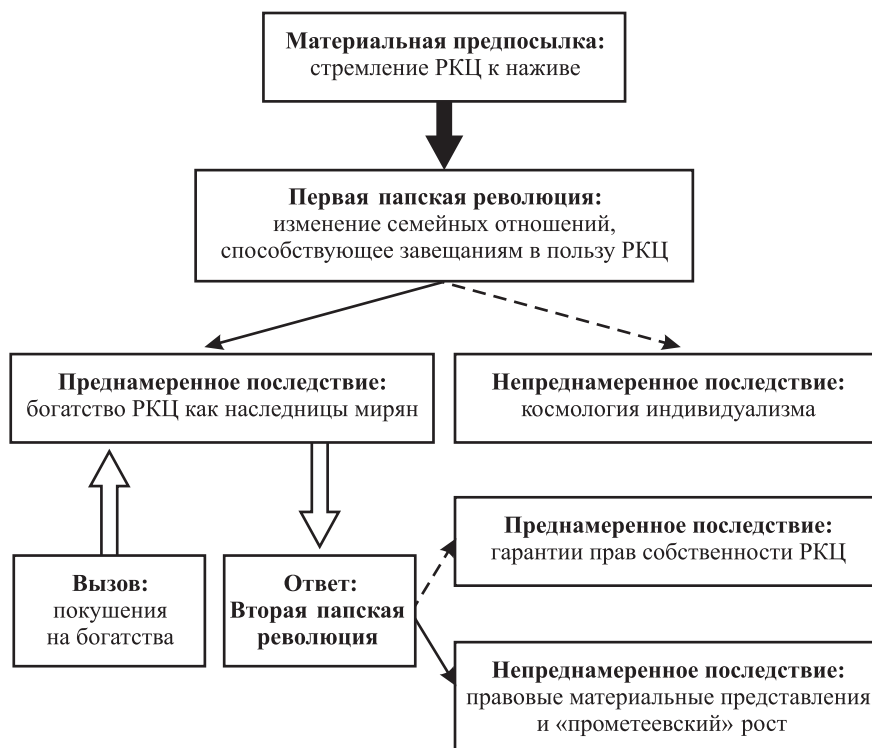 Материальная предпосылка:
стремление РКЦ к наживе
Первая папская революция:
изменение семейных отношений,
способствующее завещаниям в пользу РКЦ
Преднамеренное последствие:
богатство РКЦ как наследницы мирян
Непреднамеренное последствие:
космология индивидуализма
Вызов:
покушения
на богатства
Ответ:
Вторая папская
революция
Преднамеренное последствие:
гарантии прав собственности РКЦ
Непреднамеренное последствие:
правовые материальные представления
и «прометеевский» рост